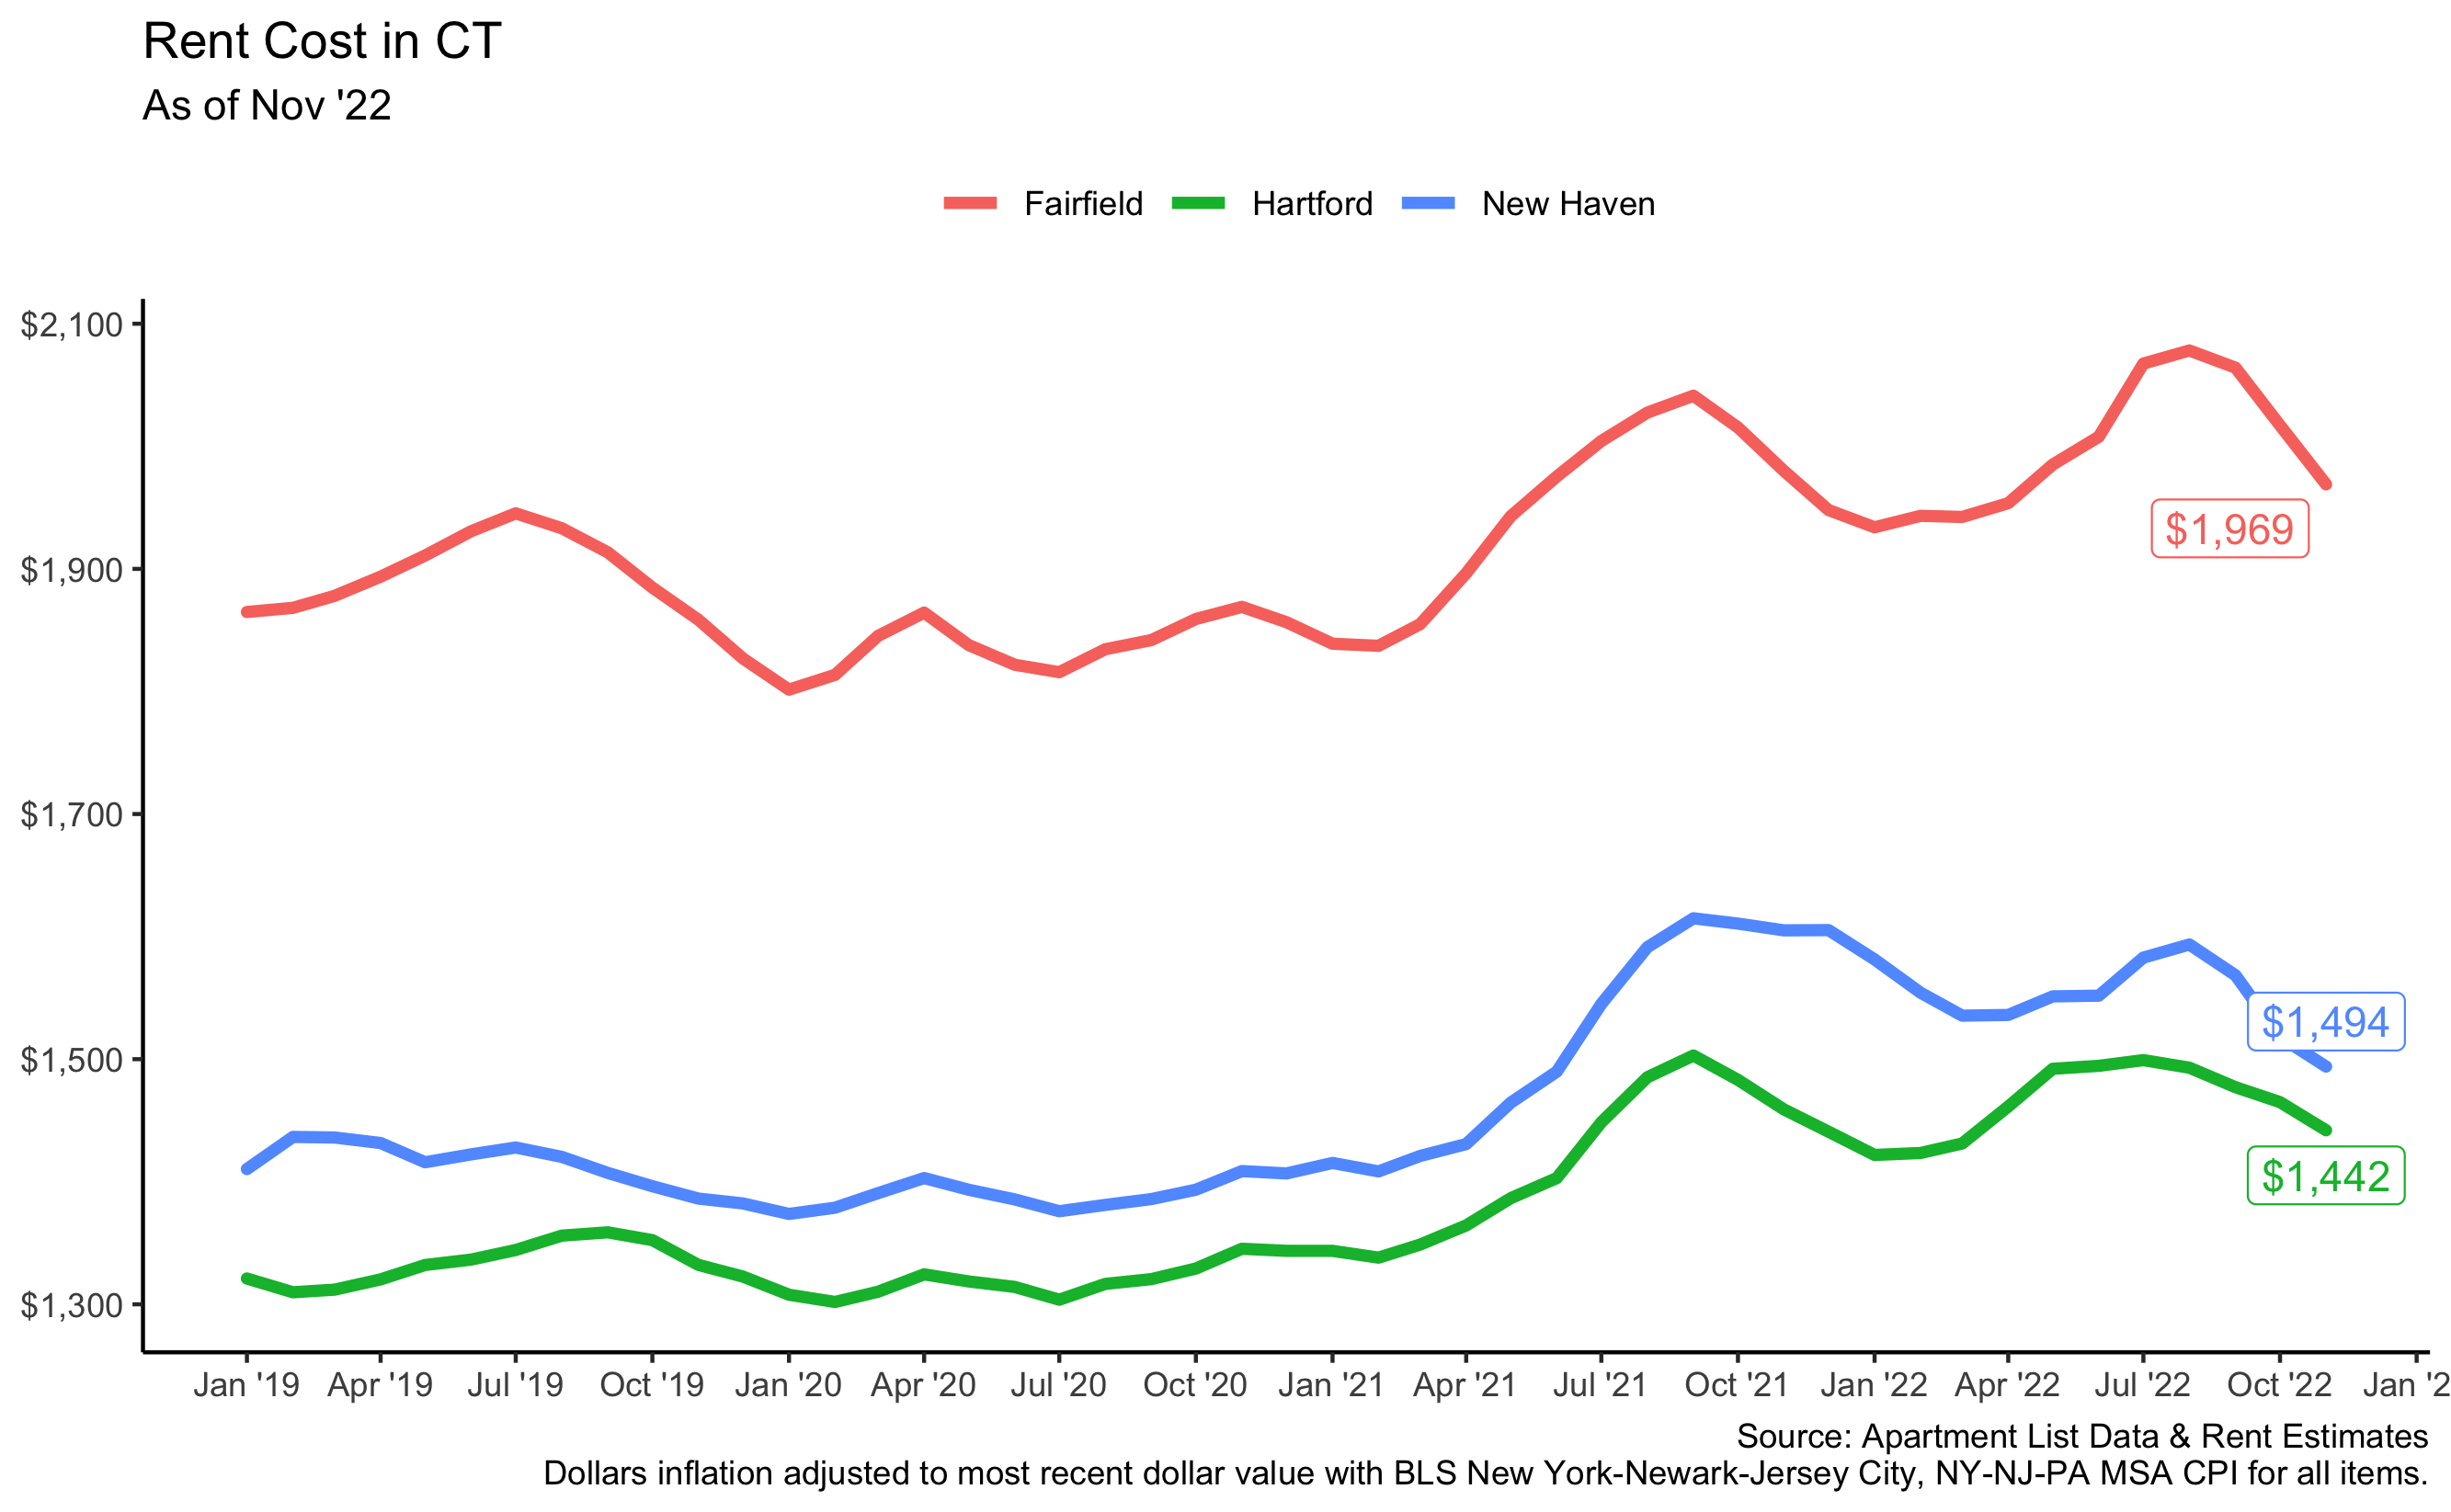 Rent Cost in CT
As of Nov '22
Fairfield Hartford New Haven
$2,100
$1,900
$1,700
$1,500
$1,300
$1,969
$1,494
$1,442
Jan '19 Apr '19 Jul '19 Oct '19 Jan '20 Apr '20 Jul '20 Oct '20 Jan '21 Apr '21 Jul '21 Oct '21 Jan '22 Apr '22 Jul '22 Oct '22 Jan '2
Source: Apartment List Data & Rent Estimates
Dollars inflation adjusted to most recent dollar value with BLS New York-Newark-Jersey City, NY-NJ-PA MSA CPI for all items.